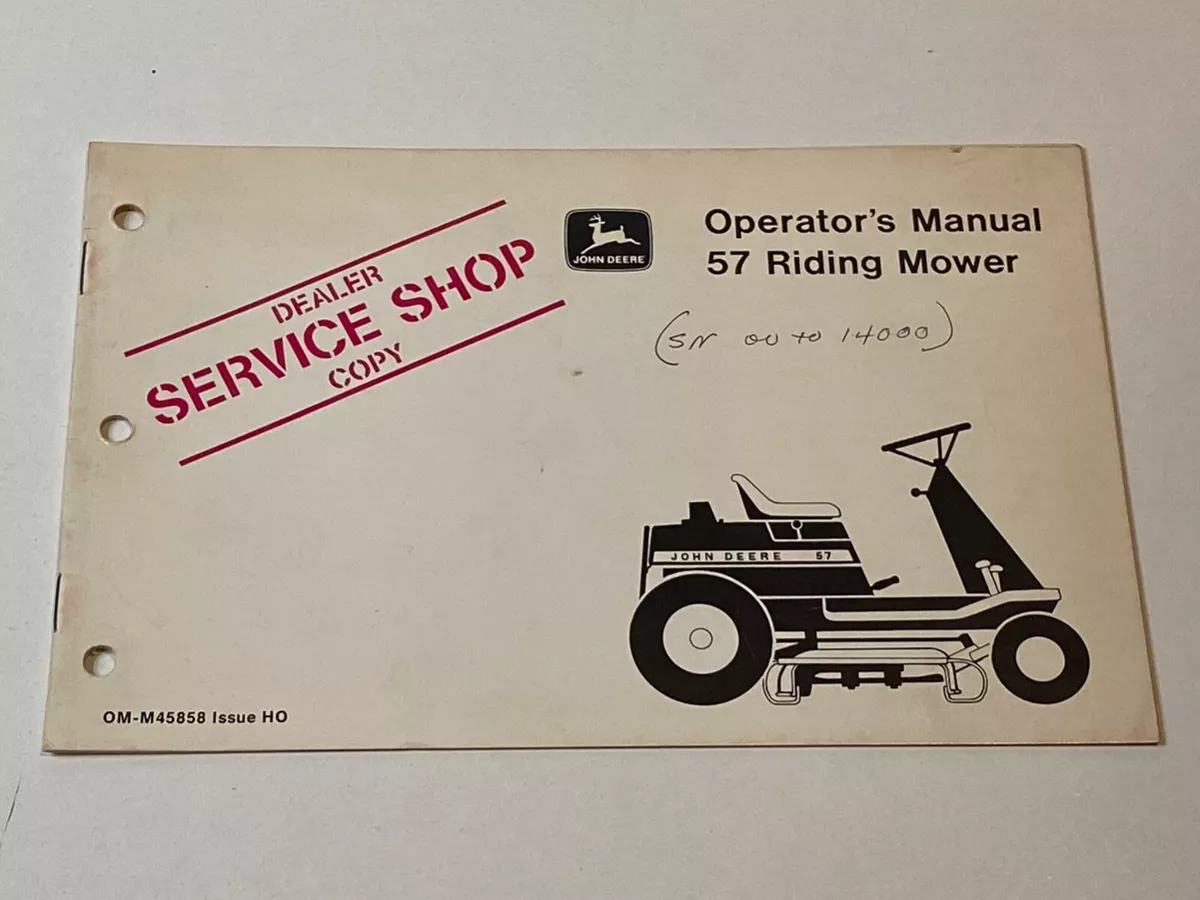 DEALER
SERVICE SHOP
COPY
JOHN DEERE
Operator's Manual
57 Riding Mower
(SN 00 to 14000)
JOHN DEERE 57
OM-M45858 Issue HO